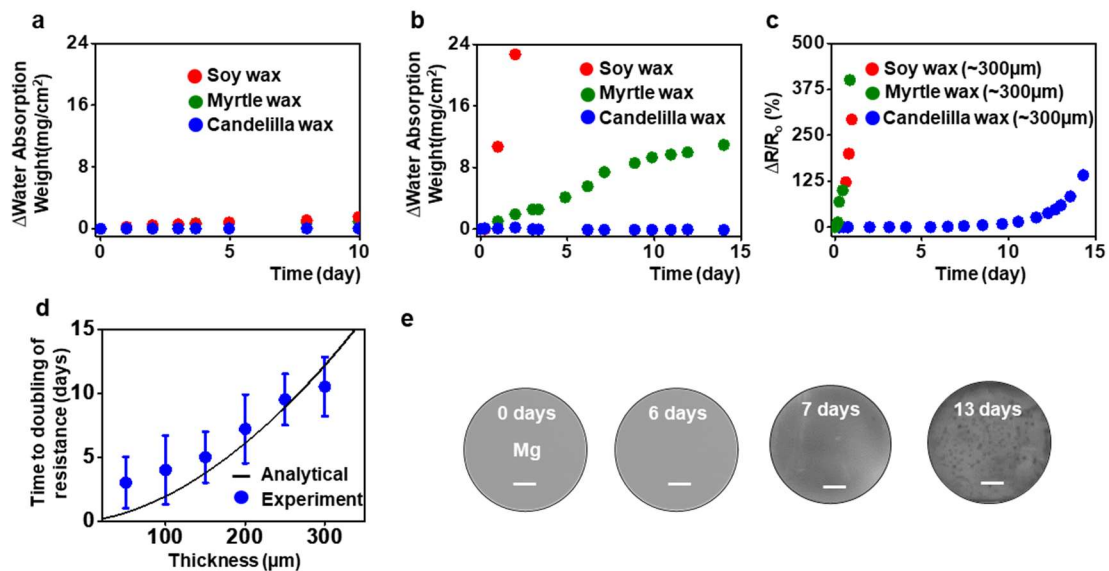 a
ΔWater Absorption
Weight(mg/cm²)
24
16
8
0
0
5
10
Time (day)
Soy wax
Myrtle wax
Candelilla wax
b
ΔWater Absorption
Weight(mg/cm²)
24
16
8
0
0
5
10
15
Time (day)
Soy wax
Myrtle wax
Candelilla wax
c
ΔR/Rₒ (%)
500
375
250
125
0
0
5
10
15
Time (day)
Soy wax (~300μm)
Myrtle wax (~300μm)
Candelilla wax (~300μm)
d
Time to doubling of
resistance (days)
15
10
5
0
100
200
300
Thickness (μm)
Analytical
Experiment
e
0 days
Mg
6 days
7 days
13 days